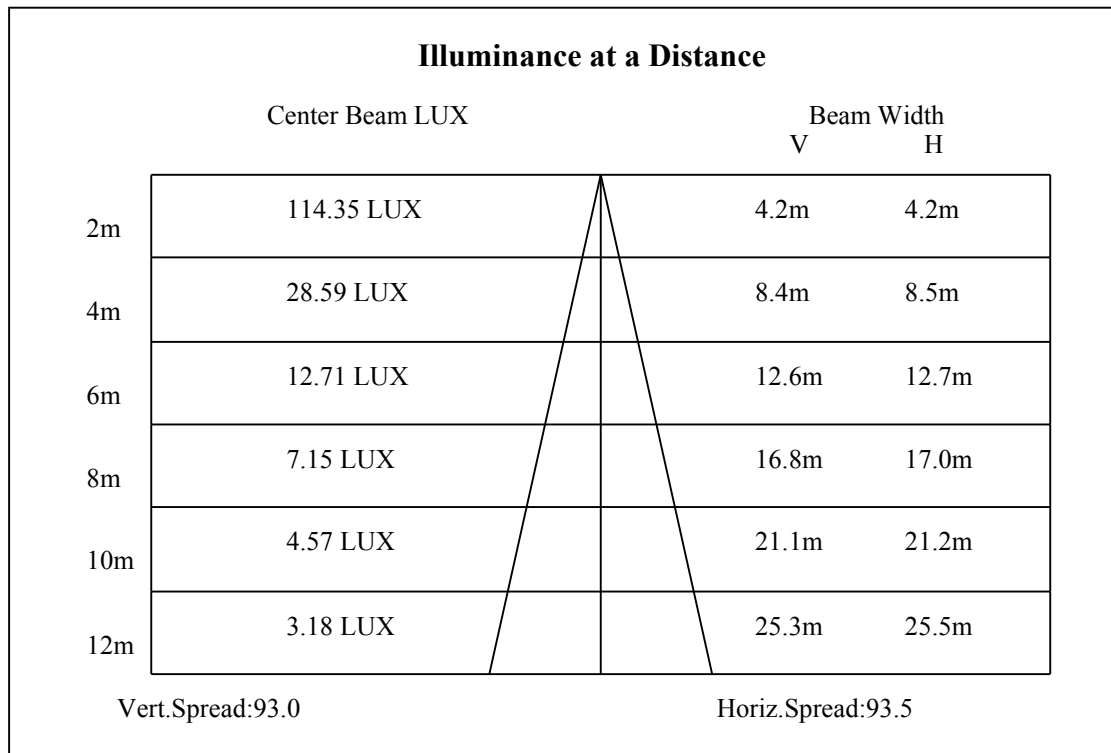 Illuminance at a Distance
Center Beam LUX Beam Width
V H
114.35 LUX 4.2m 4.2m
2m
28.59 LUX 8.4m 8.5m
4m
12.71 LUX 12.6m 12.7m
6m
7.15 LUX 16.8m 17.0m
8m
4.57 LUX 21.1m 21.2m
10m
3.18 LUX 25.3m 25.5m
12m
Vert.Spread:93.0 Horiz.Spread:93.5